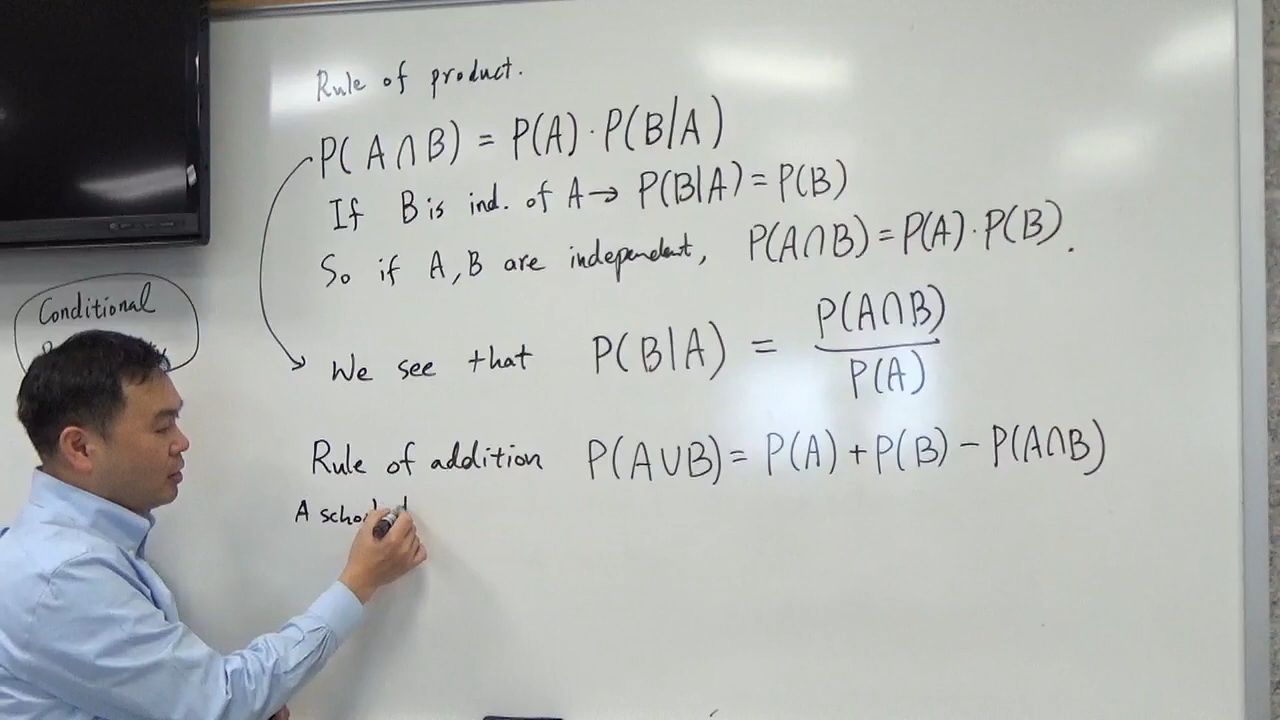 Rule of product.
P(A∩B) = P(A)·P(B|A)
If B is ind. of A→ P(B|A) = P(B)
So if A,B are independent, P(A∩B) = P(A)·P(B).
Conditional
We see that P(B|A) = P(A∩B)/P(A)
Rule of addition P(A∪B) = P(A) + P(B) − P(A∩B)
A